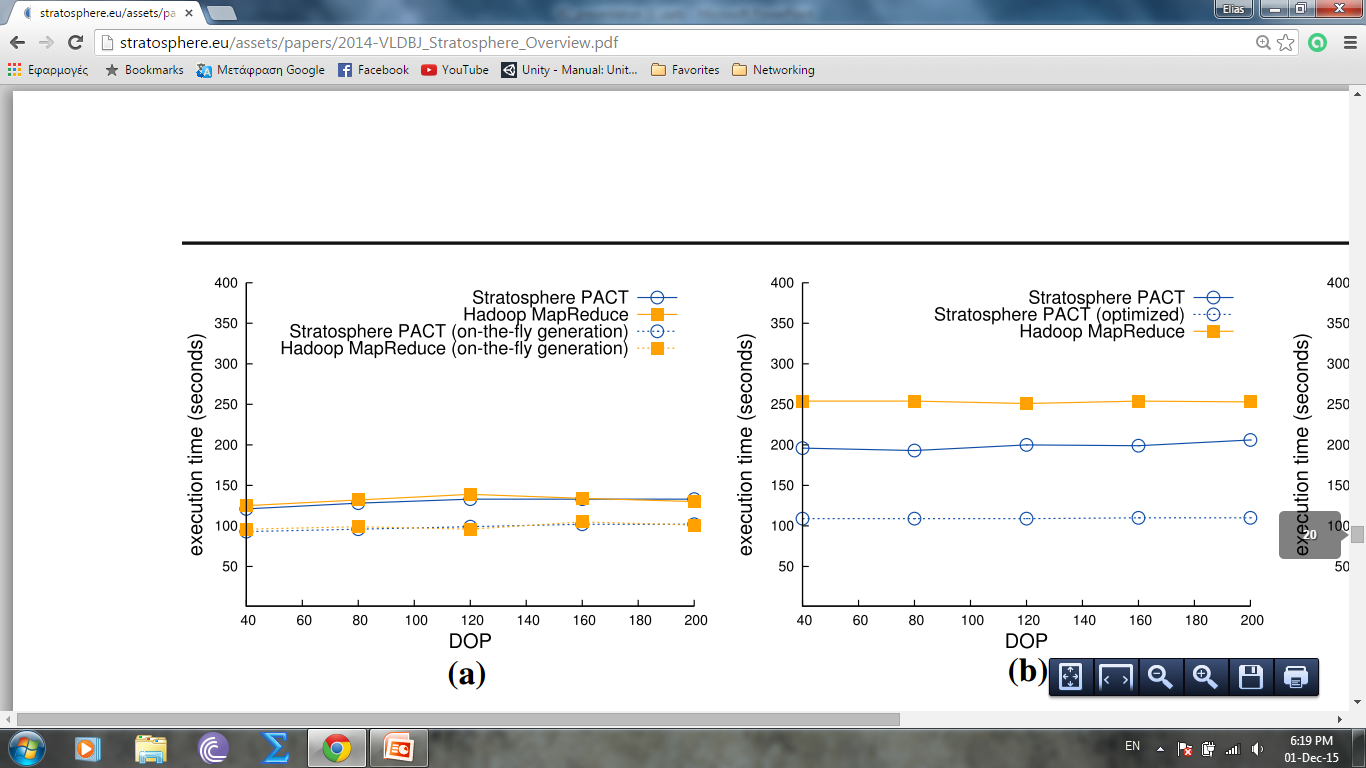 stratosphere.eu/assets/pa
Elias
stratosphere.eu/assets/papers/2014-VLDBJ_Stratosphere_Overview.pdf
Εφαρμογές Bookmarks Μετάφραση Google Facebook YouTube Unity - Manual: Unit... Favorites Networking
400
350
300
250
200
150
100
50
40 60 80 100 120 140 160 180 200
execution time (seconds)
DOP
Stratosphere PACT
Hadoop MapReduce
Stratosphere PACT (on-the-fly generation)
Hadoop MapReduce (on-the-fly generation)
(a)
400
350
300
250
200
150
100
50
40 60 80 100 120 140 160 180 200
execution time (seconds)
DOP
Stratosphere PACT
Stratosphere PACT (optimized)
Hadoop MapReduce
(b)
400
350
300
250
200
150
100
50
execution time (seconds)
20
EN
6:19 PM
01-Dec-15